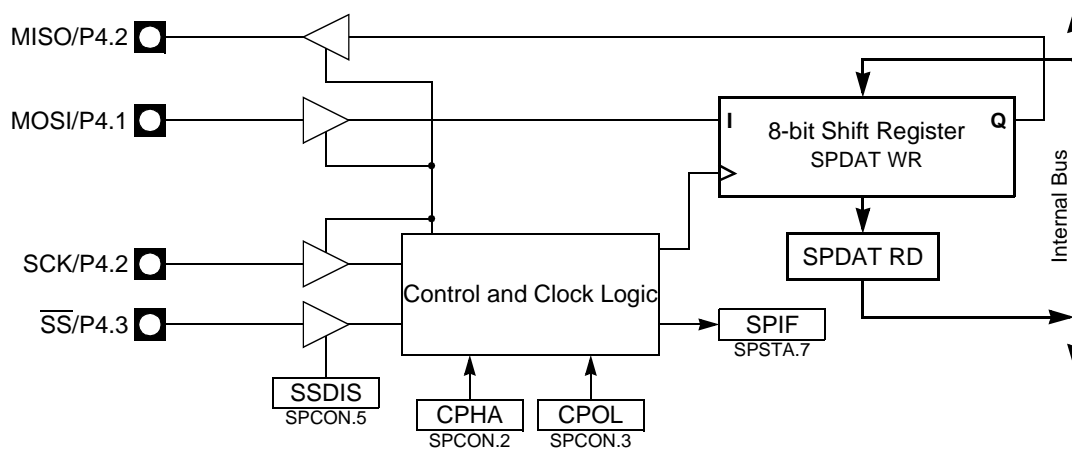 MISO/P4.2
MOSI/P4.1
I
8-bit Shift Register
Q
SPDAT WR
Internal Bus
SCK/P4.2
SPDAT RD
Control and Clock Logic
SS/P4.3
SPIF
SPSTA.7
SSDIS
SPCON.5
CPHA
SPCON.2
CPOL
SPCON.3